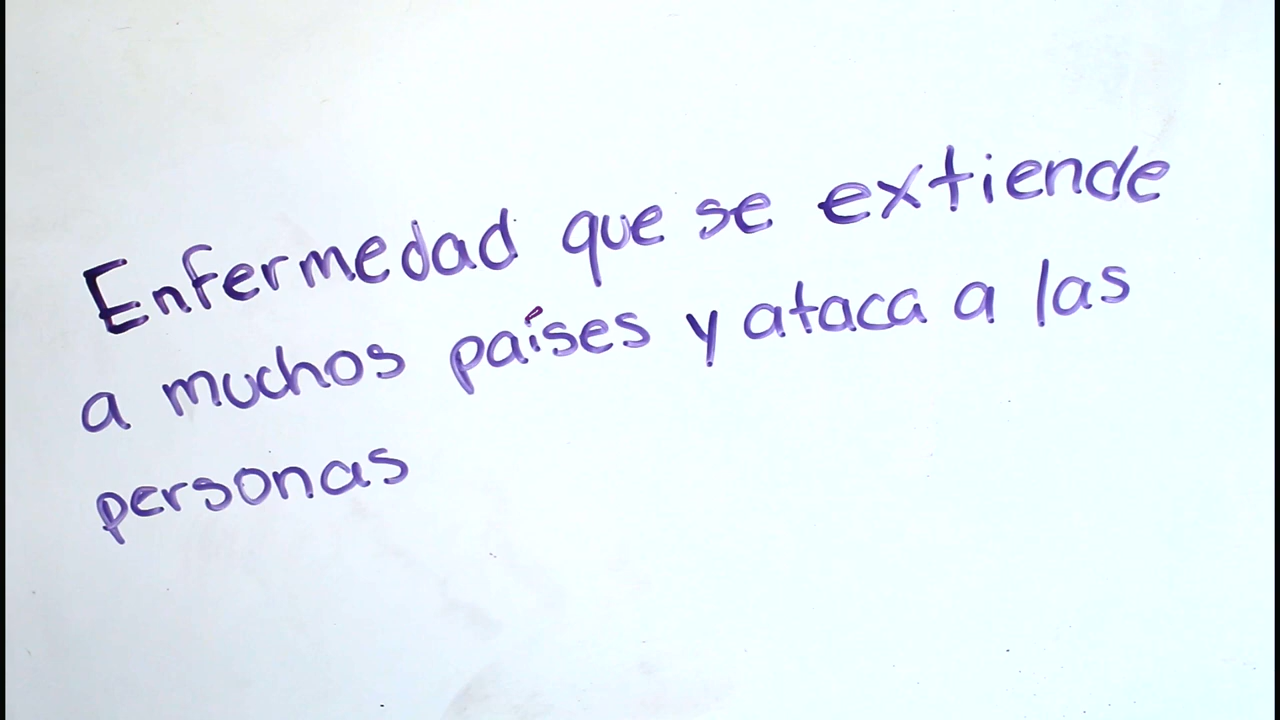 Enfermedad que se extiende
a muchos países y ataca a las
personas